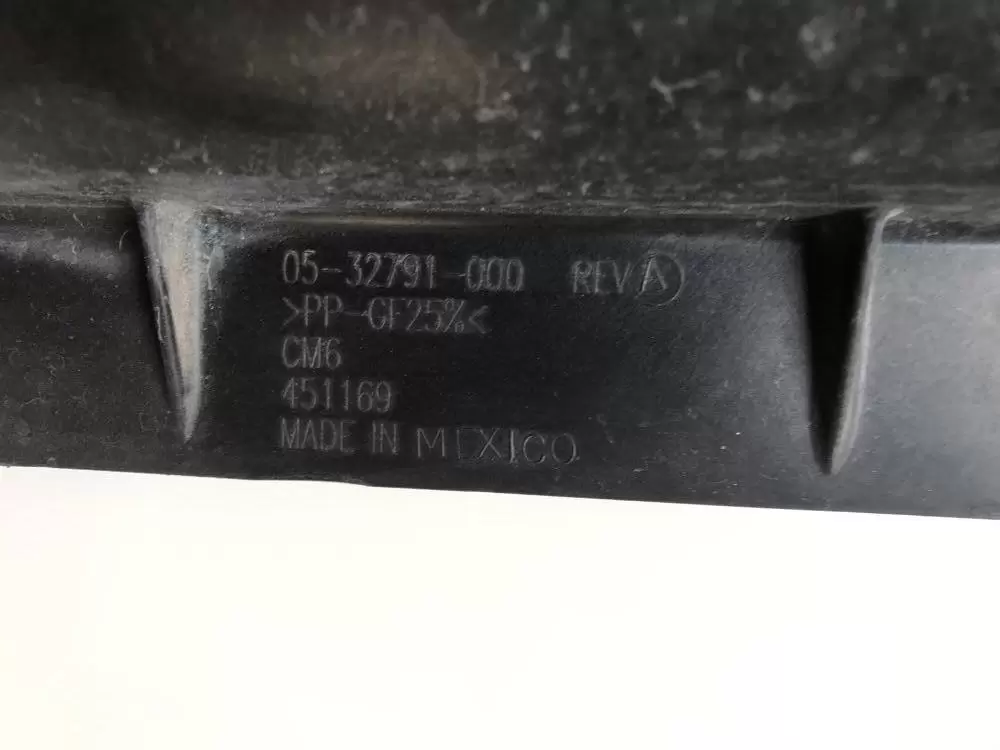 05-32791-000 REV A
>PP-GF25%<
CM6
451169
MADE IN MEXICO